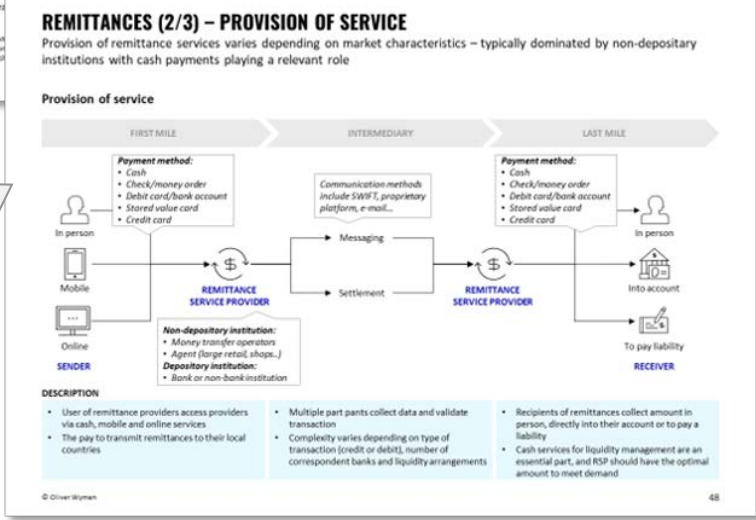 REMITTANCES (2/3) – PROVISION OF SERVICE
Provision of remittance services varies depending on market characteristics – typically dominated by non-depositary
institutions with cash payments playing a relevant role
Provision of service
FIRST MILE
INTERMEDIARY
LAST MILE
Payment method:
• Cash
• Check/money order
• Debit card/bank account
• Stored value card
• Credit card
Communication methods
include SWIFT, proprietary
platform, e-mail...
Payment method:
• Cash
• Check/money order
• Debit card/bank account
• Stored value card
• Credit card
In person
Mobile
Online
SENDER
$
REMITTANCE
SERVICE PROVIDER
Messaging
Settlement
$
REMITTANCE
SERVICE PROVIDER
In person
Into account
To pay liability
RECEIVER
Non-depository institution:
• Money transfer operators
• Agent (large retail, shops..)
Depository institution:
• Bank or non-bank institution
DESCRIPTION
• User of remittance providers access providers
via cash, mobile and online services
• The pay to transmit remittances to their local
countries
• Multiple part pants collect data and validate
transaction
• Complexity varies depending on type of
transaction (credit or debit), number of
correspondent banks and liquidity arrangements
• Recipients of remittances collect amount in
person, directly into their account or to pay a
liability
• Cash services for liquidity management are an
essential part, and RSP should have the optimal
amount to meet demand
© Oliver Wyman
48